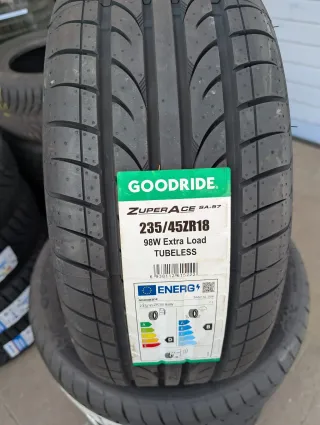 GOODRIDE.
ZUPERACE SA-57
235/45ZR18
98W Extra Load
TUBELESS
ENERG